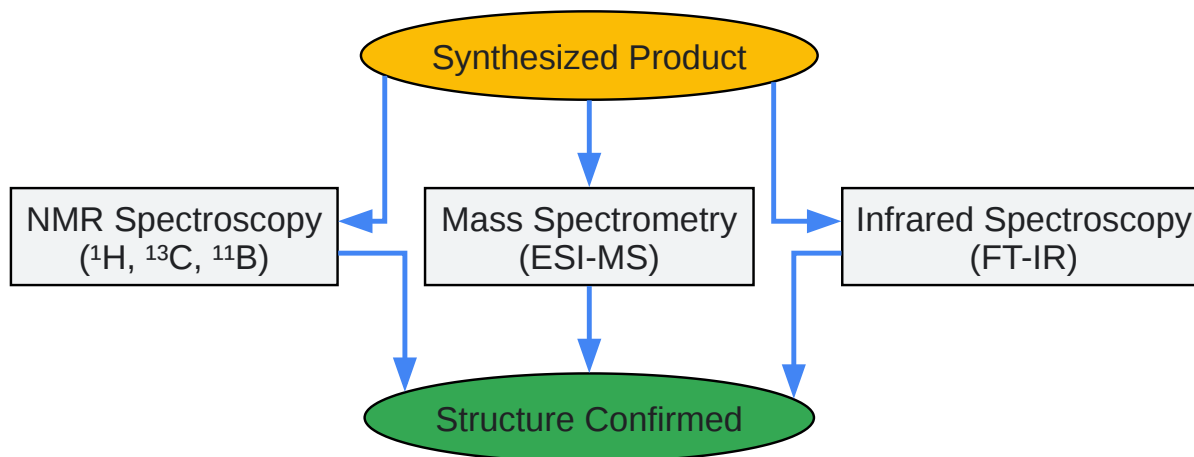 Synthesized Product
NMR Spectroscopy
(¹H, ¹³C, ¹¹B)
Mass Spectrometry
(ESI-MS)
Infrared Spectroscopy
(FT-IR)
Structure Confirmed